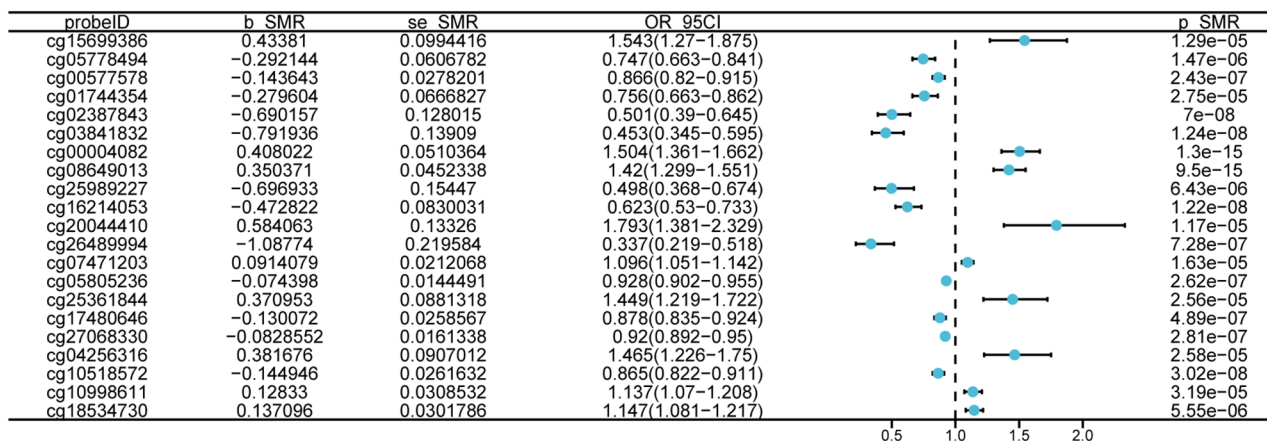 probeID b_SMR se_SMR OR_95CI p_SMR
cg15699386 0.43381 0.0994416 1.543(1.27−1.875) 1.29e−05
cg05778494 −0.292144 0.0606782 0.747(0.663−0.841) 1.47e−06
cg00577578 −0.143643 0.0278201 0.866(0.82−0.915) 2.43e−07
cg01744354 −0.279604 0.0666827 0.756(0.663−0.862) 2.75e−05
cg02387843 −0.690157 0.128015 0.501(0.39−0.645) 7e−08
cg03841832 −0.791936 0.13909 0.453(0.345−0.595) 1.24e−08
cg00004082 0.408022 0.0510364 1.504(1.361−1.662) 1.3e−15
cg08649013 0.350371 0.0452338 1.42(1.299−1.551) 9.5e−15
cg25989227 −0.696933 0.15447 0.498(0.368−0.674) 6.43e−06
cg16214053 −0.472822 0.0830031 0.623(0.53−0.733) 1.22e−08
cg20044410 0.584063 0.13326 1.793(1.381−2.329) 1.17e−05
cg26489994 −1.08774 0.219584 0.337(0.219−0.518) 7.28e−07
cg07471203 0.0914079 0.0212068 1.096(1.051−1.142) 1.63e−05
cg05805236 −0.074398 0.0144491 0.928(0.902−0.955) 2.62e−07
cg25361844 0.370953 0.0881318 1.449(1.219−1.722) 2.56e−05
cg17480646 −0.130072 0.0258567 0.878(0.835−0.924) 4.89e−07
cg27068330 −0.0828552 0.0161338 0.92(0.892−0.95) 2.81e−07
cg04256316 0.381676 0.0907012 1.465(1.226−1.75) 2.58e−05
cg10518572 −0.144946 0.0261632 0.865(0.822−0.911) 3.02e−08
cg10998611 0.12833 0.0308532 1.137(1.07−1.208) 3.19e−05
cg18534730 0.137096 0.0301786 1.147(1.081−1.217) 5.55e−06
0.5 1.0 1.5 2.0